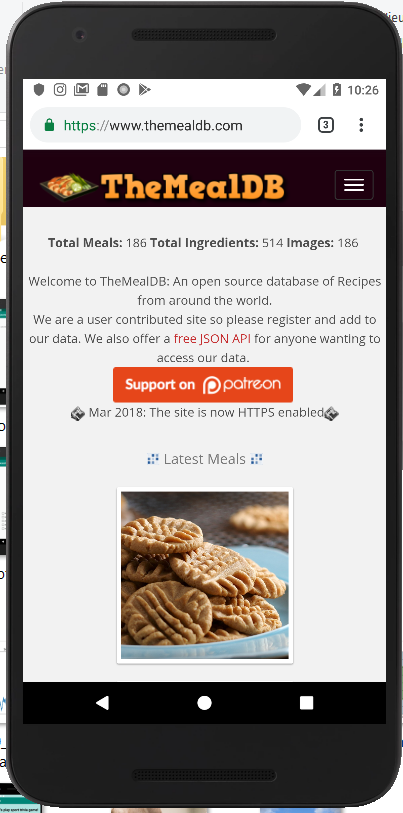 10:26
https://www.themealdb.com
3
TheMealDB
Total Meals: 186 Total Ingredients: 514 Images: 186
Welcome to TheMealDB: An open source database of Recipes
from around the world.
We are a user contributed site so please register and add to
our data. We also offer a free JSON API for anyone wanting to
access our data.
Support on patreon
Mar 2018: The site is now HTTPS enabled
Latest Meals